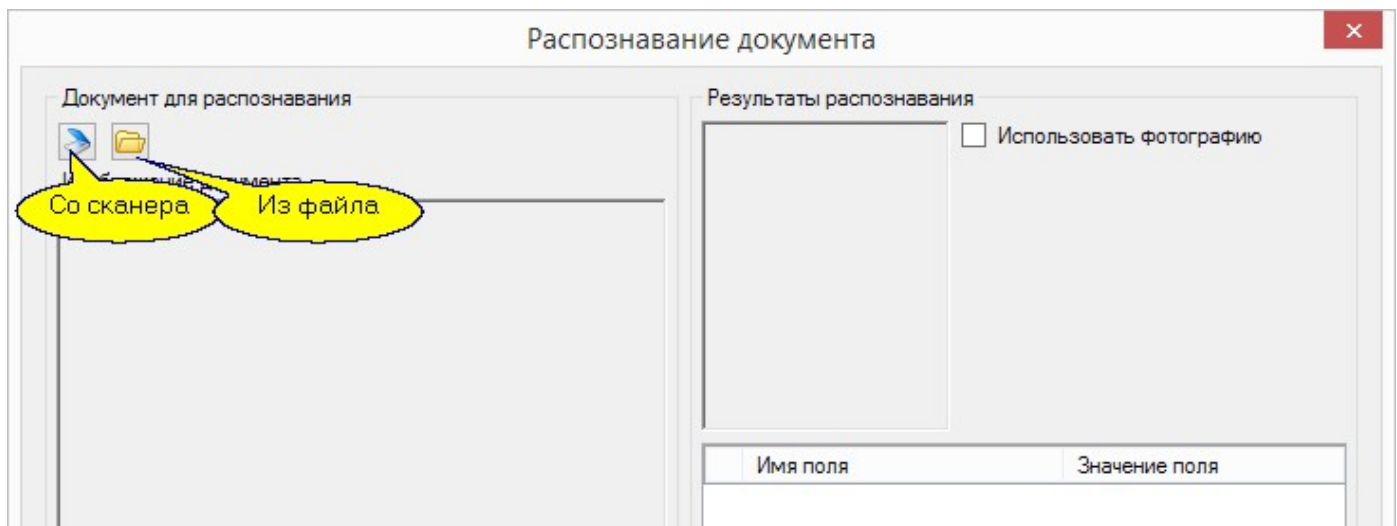 Распознавание документа
Документ для распознавания
Со сканера
Из файла
Результаты распознавания
Использовать фотографию
Имя поля
Значение поля